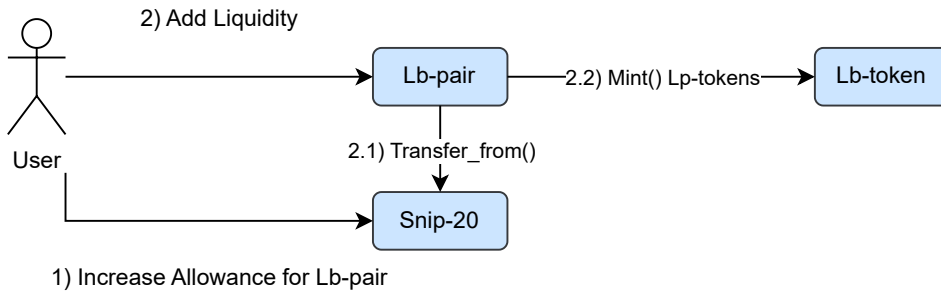 2) Add Liquidity
Lb-pair
2.2) Mint() Lp-tokens
Lb-token
2.1) Transfer_from()
User
Snip-20
1) Increase Allowance for Lb-pair